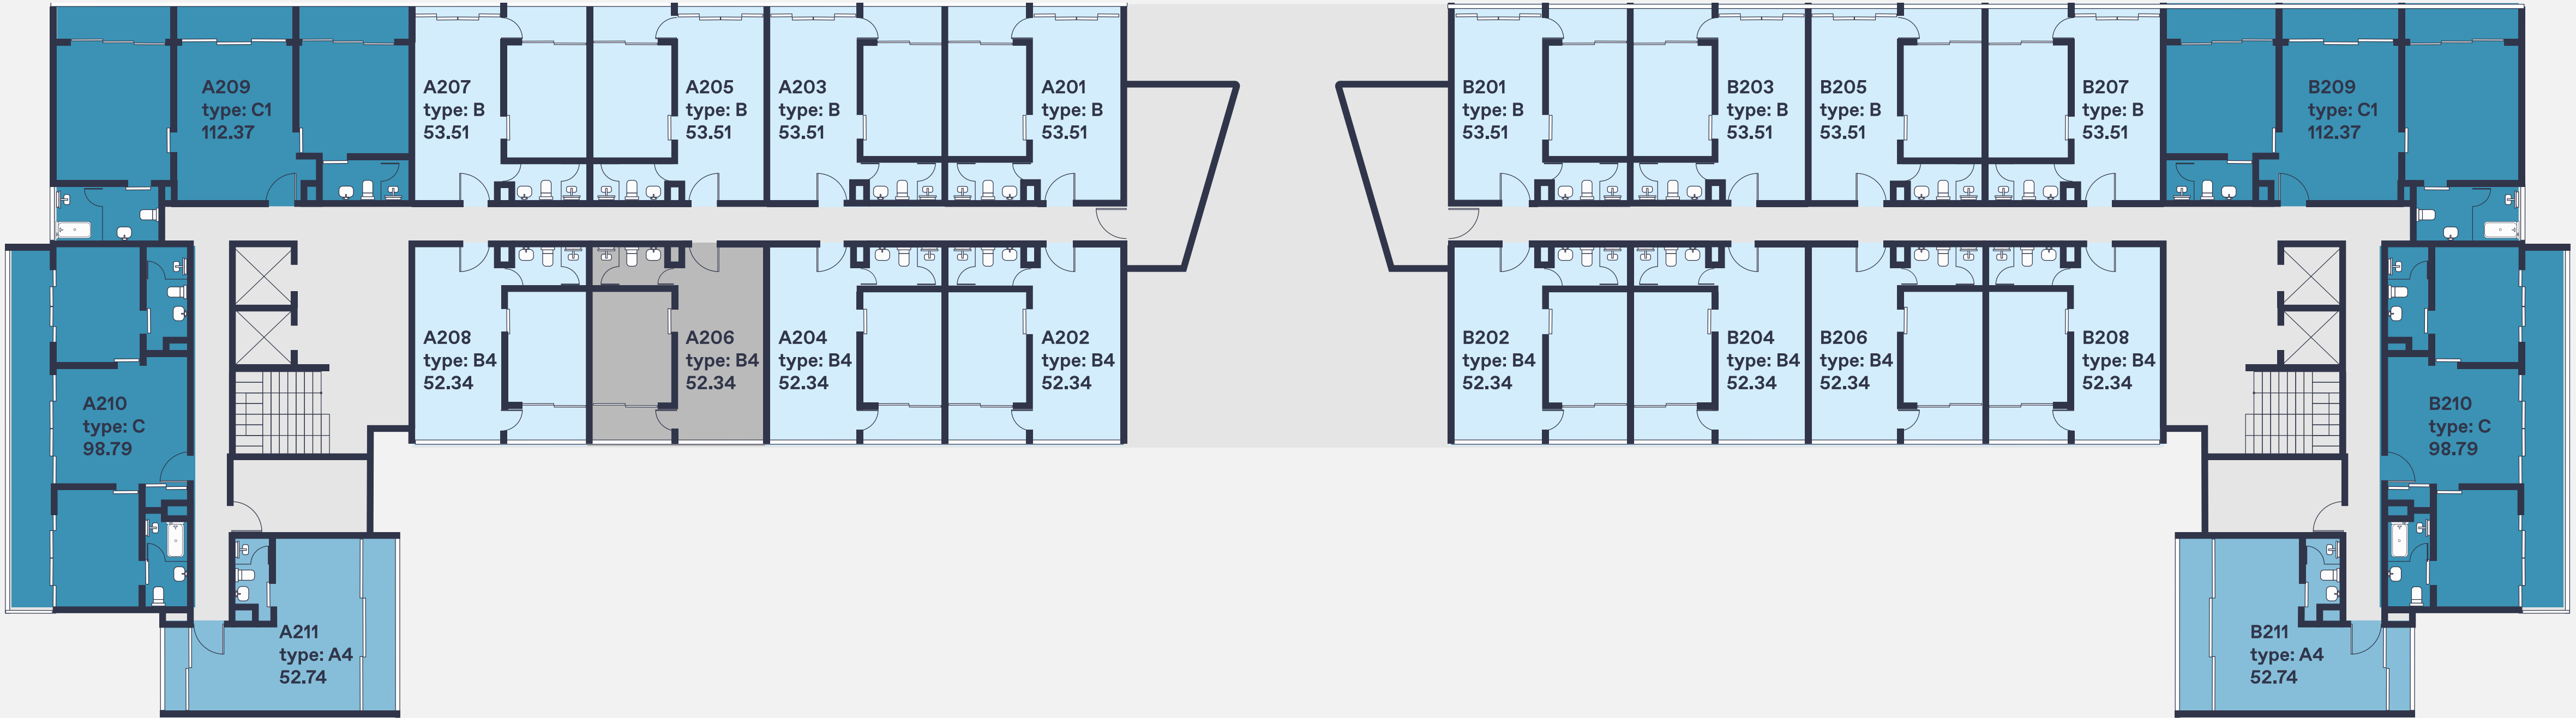 A209
type: C1
112.37
A207
type: B
53.51
A205
type: B
53.51
A203
type: B
53.51
A201
type: B
53.51
B201
type: B
53.51
B203
type: B
53.51
B205
type: B
53.51
B207
type: B
53.51
B209
type: C1
112.37
A208
type: B4
52.34
A206
type: B4
52.34
A204
type: B4
52.34
A202
type: B4
52.34
B202
type: B4
52.34
B204
type: B4
52.34
B206
type: B4
52.34
B208
type: B4
52.34
A210
type: C
98.79
B210
type: C
98.79
A211
type: A4
52.74
B211
type: A4
52.74